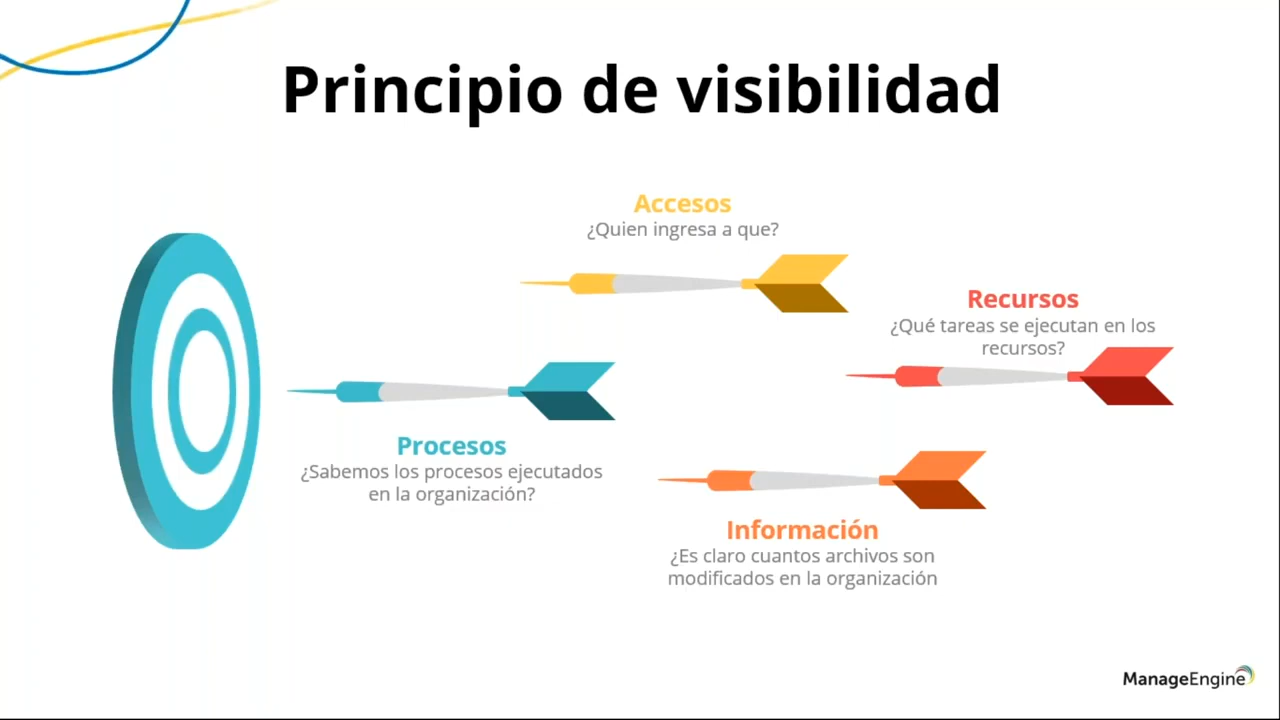 Principio de visibilidad
Accesos
¿Quien ingresa a que?
Recursos
¿Qué tareas se ejecutan en los
recursos?
Procesos
¿Sabemos los procesos ejecutados
en la organización?
Información
¿Es claro cuantos archivos son
modificados en la organización
ManageEngine